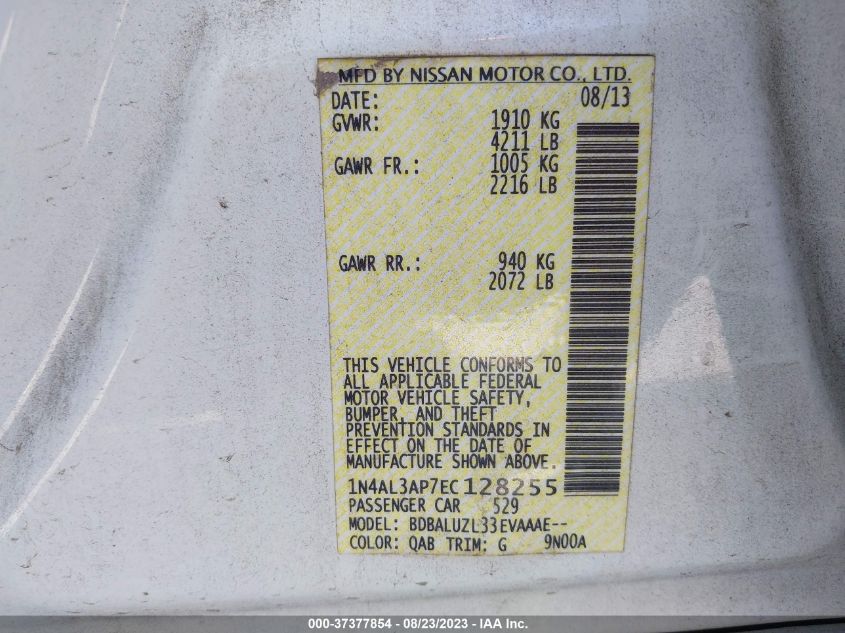 MFD BY NISSAN MOTOR CO., LTD.
DATE: 08/13
GVWR: 1910 KG
4211 LB
GAWR FR.: 1005 KG
2216 LB
GAWR RR.: 940 KG
2072 LB
THIS VEHICLE CONFORMS TO
ALL APPLICABLE FEDERAL
MOTOR VEHICLE SAFETY,
BUMPER, AND THEFT
PREVENTION STANDARDS IN
EFFECT ON THE DATE OF
MANUFACTURE SHOWN ABOVE.
1N4AL3AP7EC128255
PASSENGER CAR 529
MODEL: BDBALUZL33EVAAAE--
COLOR: QAB TRIM: G 9N00A
000-37377854 - 08/23/2023 - IAA Inc.